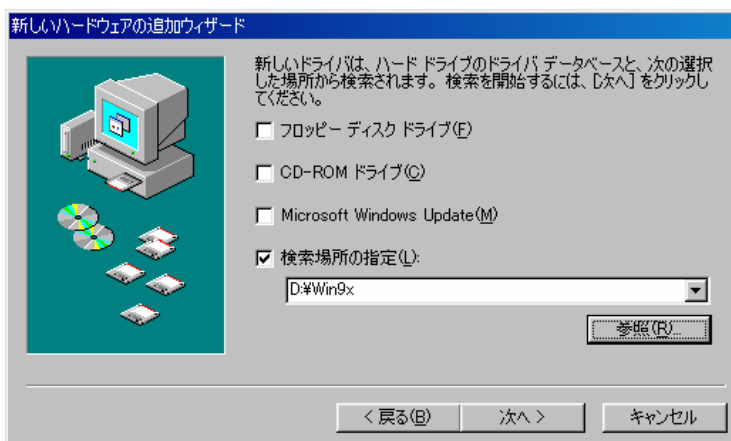 新しいハードウェアの追加ウィザード
新しいドライバは、ハード ドライブのドライバ データベースと、次の選択
した場所から検索されます。検索を開始するには、[次へ] をクリックし
てください。
フロッピー ディスク ドライブ(F)
CD-ROM ドライブ(C)
Microsoft Windows Update(M)
検索場所の指定(L):
D:¥Win9x
参照(R)...
< 戻る(B)
次へ >
キャンセル